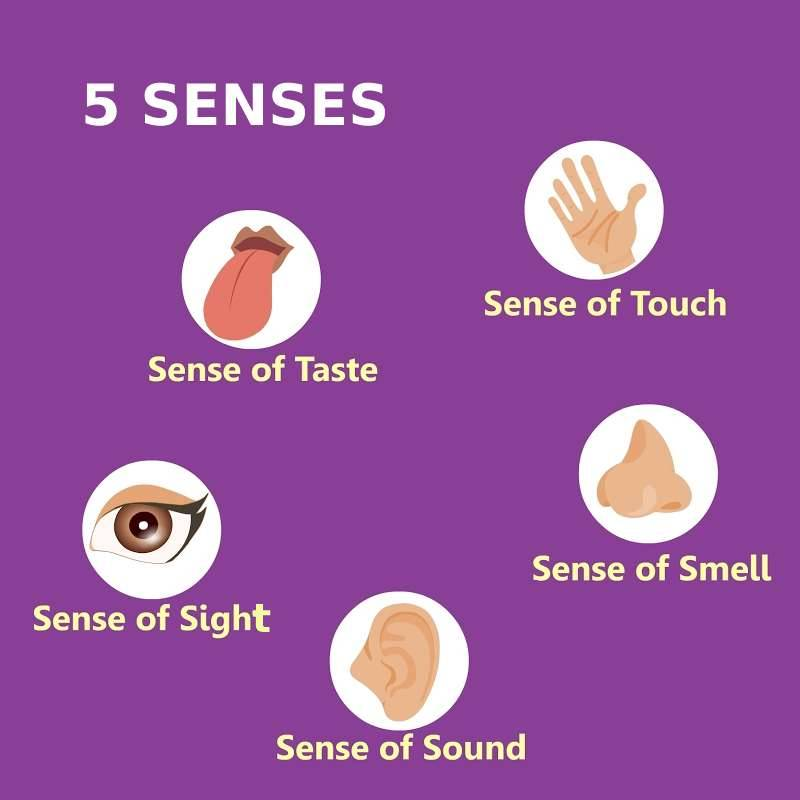 5 SENSES
Sense of Touch
Sense of Taste
Sense of Smell
Sense of Sight
Sense of Sound